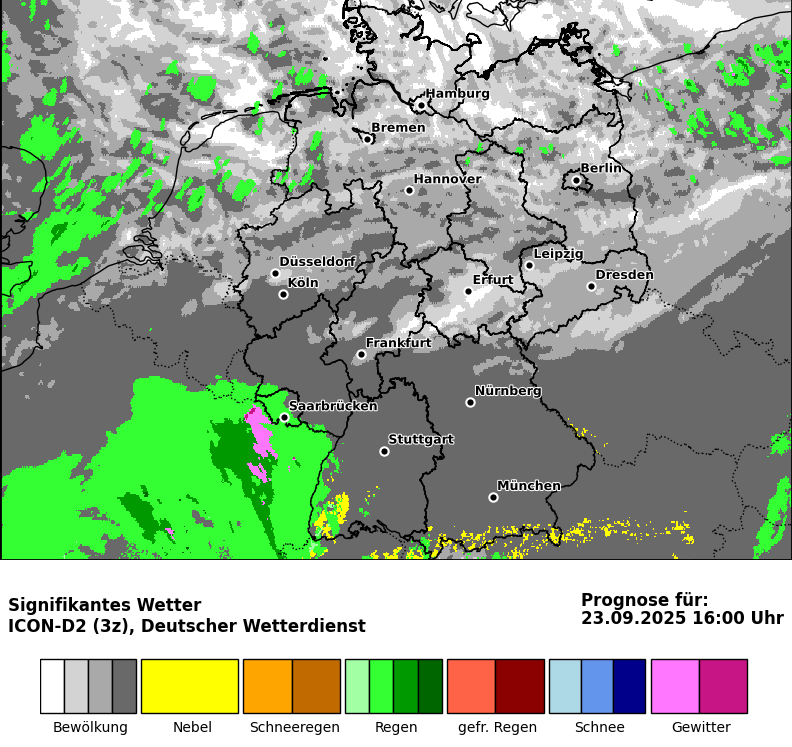 Hamburg
Bremen
Berlin
Hannover
Leipzig
Düsseldorf
Dresden
Köln
Erfurt
Frankfurt
Nürnberg
Saarbrücken
Stuttgart
München
Signifikantes Wetter
ICON-D2 (3z), Deutscher Wetterdienst
Prognose für:
23.09.2025 16:00 Uhr
Bewölkung
Nebel
Schneeregen
Regen
gefr. Regen
Schnee
Gewitter